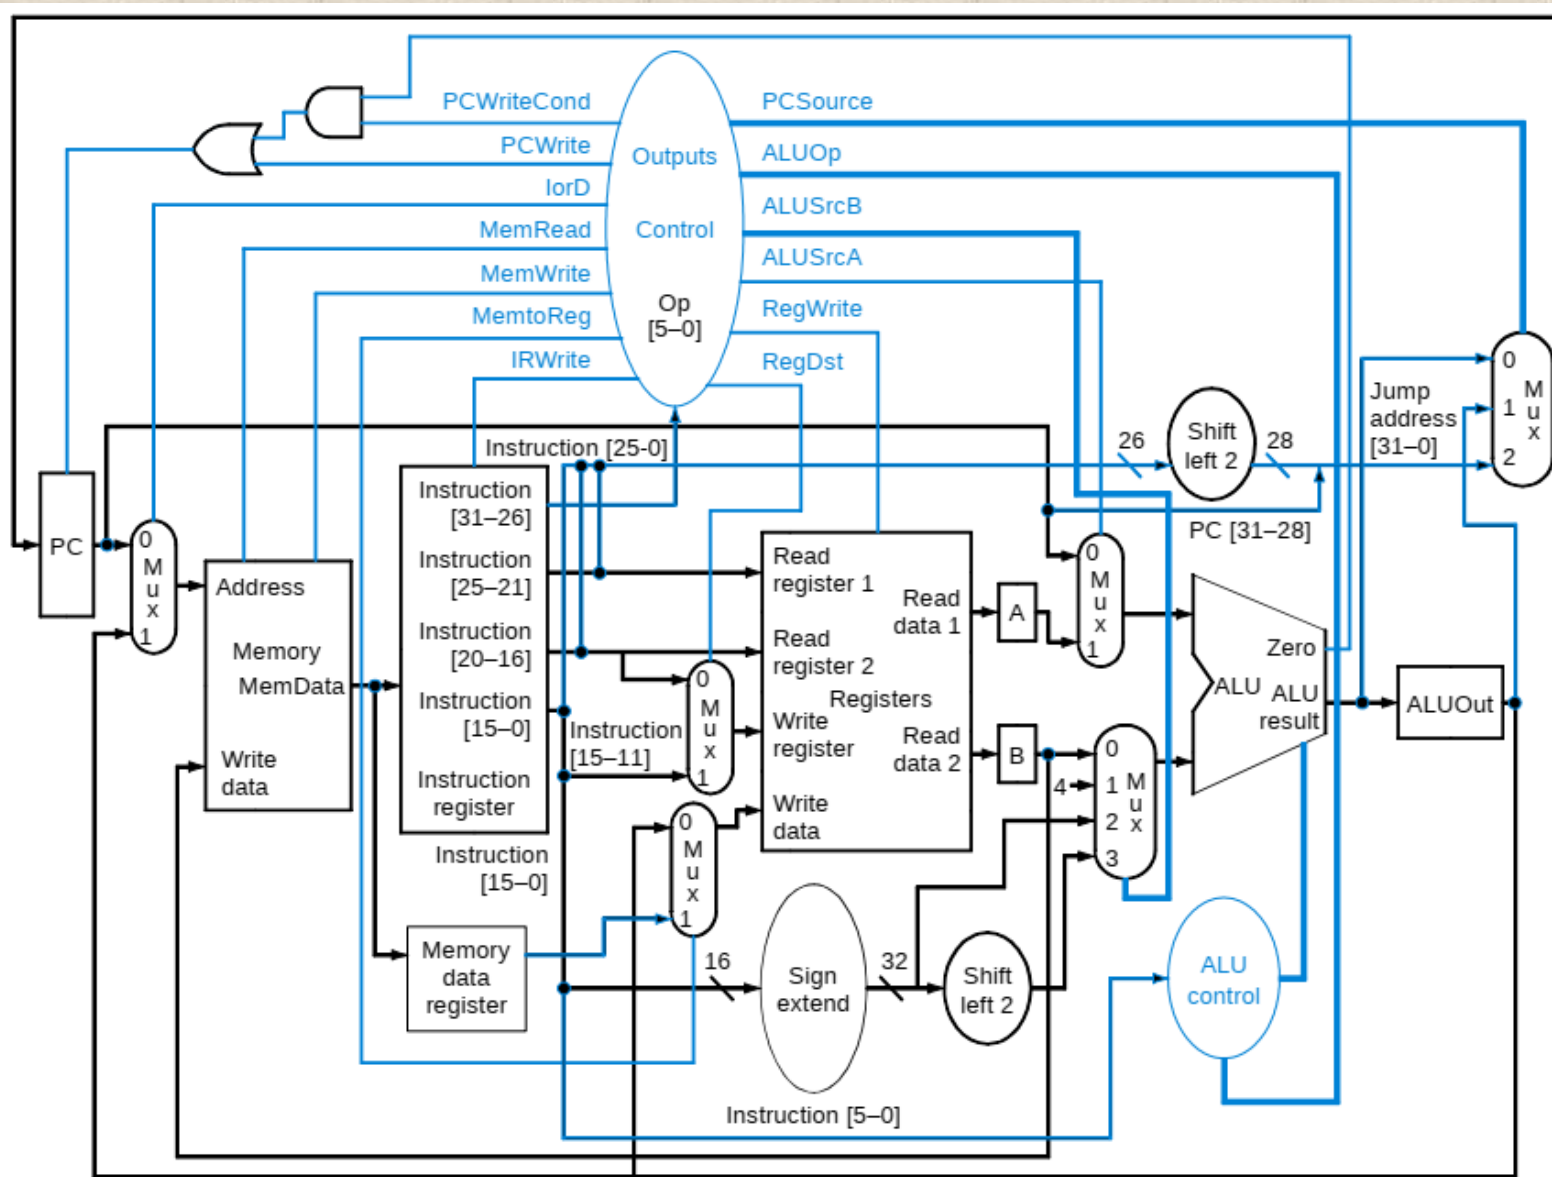 PCWriteCond
PCWrite
IorD
MemRead
MemWrite
MemtoReg
IRWrite
Outputs
Control
Op
[5–0]
PCSource
ALUOp
ALUSrcB
ALUSrcA
RegWrite
RegDst
Instruction [25-0]
26
Shift
left 2
28
Jump
address
[31–0]
0
1
2
M
u
x
PC [31–28]
PC
0
M
u
x
1
Address
Memory
MemData
Write
data
Instruction
[31–26]
Instruction
[25–21]
Instruction
[20–16]
Instruction
[15–0]
Instruction
register
Instruction
[15–11]
0
M
u
x
1
Read
register 1
Read
register 2
Registers
Write
register
Write
data
Read
data 1
Read
data 2
A
B
0
M
u
x
1
4
0
1
2
3
M
u
x
Zero
ALU
ALU
result
ALUOut
Instruction
[15–0]
Memory
data
register
0
M
u
x
1
16
Sign
extend
32
Shift
left 2
ALU
control
Instruction [5–0]